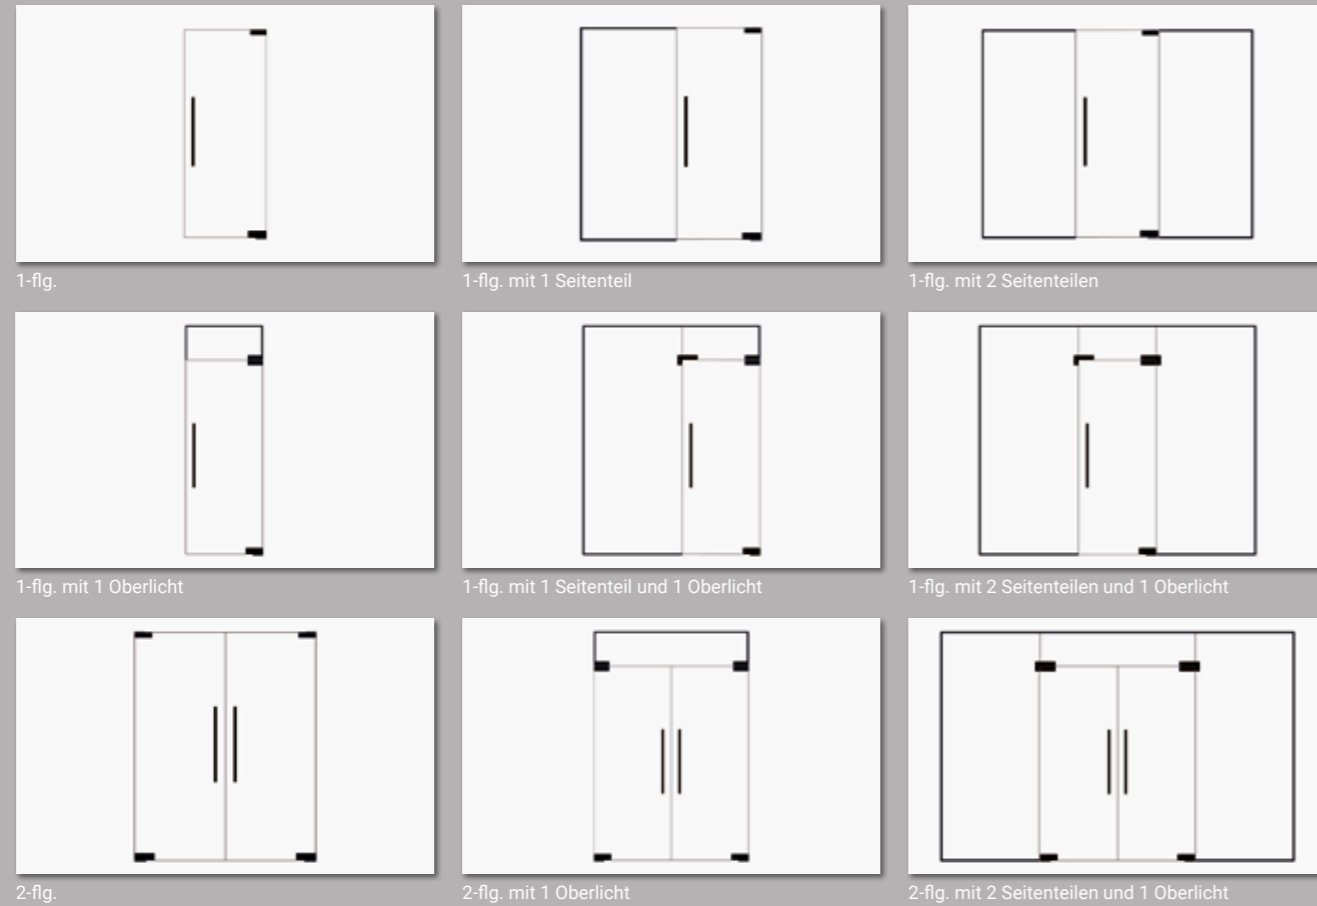 1-flg.
1-flg. mit 1 Seitenteil
1-flg. mit 2 Seitenteilen
1-flg. mit 1 Oberlicht
1-flg. mit 1 Seitenteil und 1 Oberlicht
1-flg. mit 2 Seitenteilen und 1 Oberlicht
2-flg.
2-flg. mit 1 Oberlicht
2-flg. mit 2 Seitenteilen und 1 Oberlicht